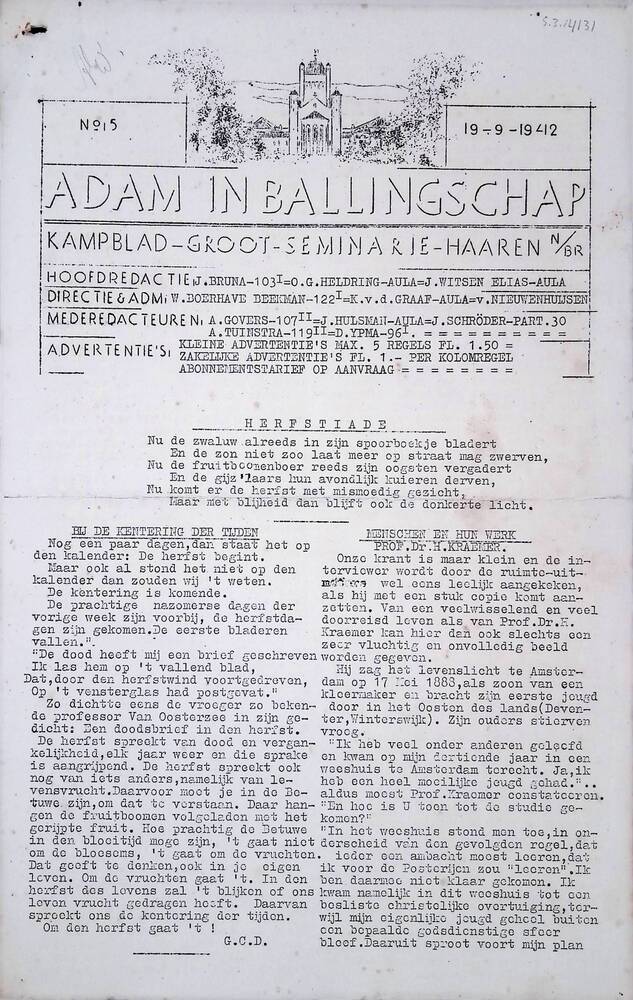 S.3.14131
No 15
19-9-1942
ADAM IN BALLINGSCHAP
KAMPBLAD-GROOT-SEMINARIE-HAAREN N/BR
HOOFDREDACTIE: J.BRUNA-103I=O.G.HELDRING-AULA=J.WITSEN ELIAS-AULA
DIRECTIE & ADM: W.BOERHAVE BEEKMAN-122I=K.v.d.GRAAF-AULA=v.NIEUWENHUIJSEN
MEDEREDACTEUREN: A.GOVERS-107II=J.HULSMAN-AULA=J.SCHRÖDER-PART.30
A.TUINSTRA-119II=D.YPMA-96I. = = = = = = = = = = =
ADVERTENTIE'S: KLEINE ADVERTENTIE'S MAX. 5 REGELS FL. 1.50 =
ZAKELIJKE ADVERTENTIE'S FL. 1.- PER KOLOMREGEL
ABONNEMENTSTARIEF OP AANVRAAG = = = = = = = =
HERFSTIADE
Nu de zwaluw alreeds in zijn spoorboekje bladert
En de zon niet zoo laat meer op straat mag zwerven,
Nu de fruitboomenboer reeds zijn oogsten vergadert
En de gijz'laars hun avondlijk kuieren derven,
Nu komt er de herfst met mismoedig gezicht,
Maar met blijheid dan blijft ook de donkerte licht.
BIJ DE KENTERING DER TIJDEN
Nog een paar dagen,dan staat het op
den kalender: De herfst begint.
Maar ook al stond het niet op den
kalender dan zouden wij 't weten.
De kentering is komende.
De prachtige nazomerse dagen der
vorige week zijn voorbij, de herfstda-
gen zijn gekomen.De eerste bladeren
vallen.".
"De dood heeft mij een brief geschreven
Ik las hem op 't vallend blad,
Dat,door den herfstwind voortgedreven,
Op 't vensterglas had postgevat."
Zo dichtte eens de vroeger zo beken-
de professor Van Oosterzee in zijn ge-
dicht: Een doodsbrief in den herfst.
De herfst spreekt van dood en vergan-
kelijkheid,elk jaar weer en die sprake
is aangrijpend. De herfst spreekt ook
nog van iets anders,namelijk van le-
vensvrucht.Daarvoor moet je in de Be-
tuwe zijn,om dat te verstaan. Daar han-
gen de fruitboomen volgeladen met het
gerijpte fruit. Hoe prachtig de Betuwe
in den bloeitijd moge zijn, 't gaat niet
om de bloesems, 't gaat om de vruchten.
Dat geeft te denken,ook in je eigen
leven. Om de vruchten gaat 't. In den
herfst des levens zal 't blijken of ons
leven vrucht gedragen heeft. Daarvan
spreekt ons de kentering der tijden.
Om den herfst gaat 't !
G.C.D.
MENSCHEN EN HUN WERK
PROF.Dr.H.KRAEMER.
Onze krant is maar klein en de in-
terviewer wordt door de ruimte-uit-
meters wel eens leelijk aangekeken,
als hij met een stuk copie komt aan-
zetten. Van een veelwisselend en veel
doorreisd leven als van Prof.Dr.H.
Kraemer kan hier dan ook slechts een
zeer vluchtig en onvolledig beeld
worden gegeven.
Hij zag het levenslicht te Amster-
dam op 17 Mei 1888,als zoon van een
kleermaker en bracht zijn eerste jeugd
door in het Oosten des lands(Deven-
ter,Winterswijk). Zijn ouders stierven
vroeg.
"Ik heb veel onder anderen geleefd
en kwam op mijn dertiende jaar in een
weeshuis te Amsterdam terecht. Ja,ik
heb een heel moeilijke jeugd gehad."..
aldus moest Prof.Kraemer constateeren.
"En hoe is U toen tot de studie ge-
komen?"
"In het weeshuis stond men toe,in on-
derscheid van den gevolgden regel,dat
ieder een ambacht moest leeren,dat
ik voor de Posterijen zou "leeren".Ik
ben daarmee niet klaar gekomen. Ik
kwam namelijk in dit weeshuis tot een
besliste christelijke overtuiging,ter-
wijl mijn eigenlijke jeugd geheel buiten
een bepaalde godsdienstige sfeer
bleef.Daaruit sproot voort mijn plan